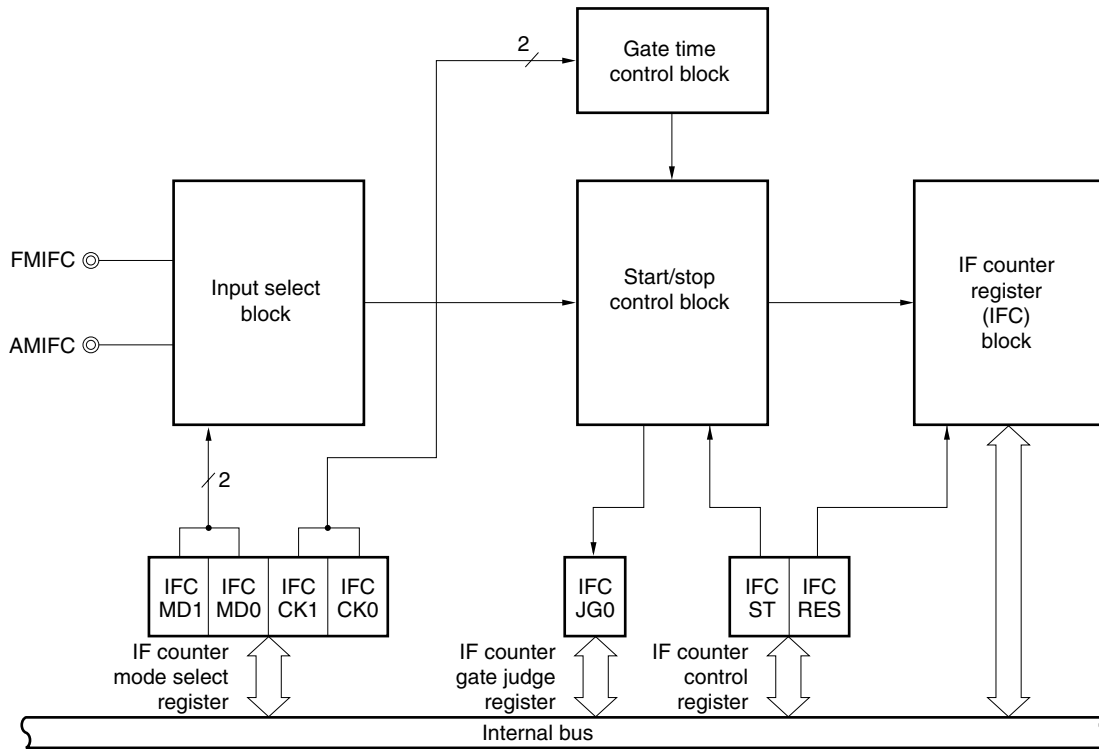 2
Gate time
control block
FMIFC
AMIFC
Input select
block
Start/stop
control block
IF counter
register
(IFC)
block
2
IFC
MD1
IFC
MD0
IFC
CK1
IFC
CK0
IFC
JG0
IFC
ST
IFC
RES
IF counter
mode select
register
IF counter
gate judge
register
IF counter
control
register
Internal bus